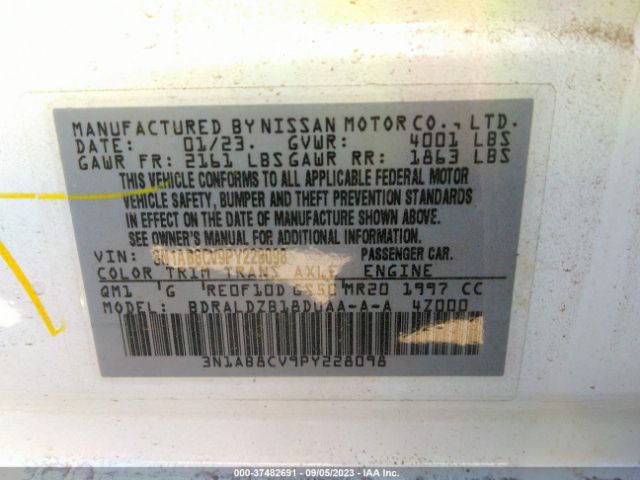 MANUFACTURED BY NISSAN MOTOR CO., LTD.
DATE: 01/23. GVWR: 4001 LBS
GAWR FR: 2161 LBS GAWR RR: 1863 LBS
THIS VEHICLE CONFORMS TO ALL APPLICABLE FEDERAL MOTOR
VEHICLE SAFETY, BUMPER AND THEFT PREVENTION STANDARDS
IN EFFECT ON THE DATE OF MANUFACTURE SHOWN ABOVE.
SEE OWNER'S MANUAL FOR ADDITIONAL INFORMATION
VIN: 3N1AB8CV9PY228098 PASSENGER CAR.
COLOR TRIM TRANS AXLE ENGINE
QM1 G RE0F10D GS50 MR20 1997 CC
MODEL: BDRALDZB18DUAA-A-A 4Z000
3N1AB8CV9PY228098
000-37482691 - 09/05/2023 - IAA Inc.